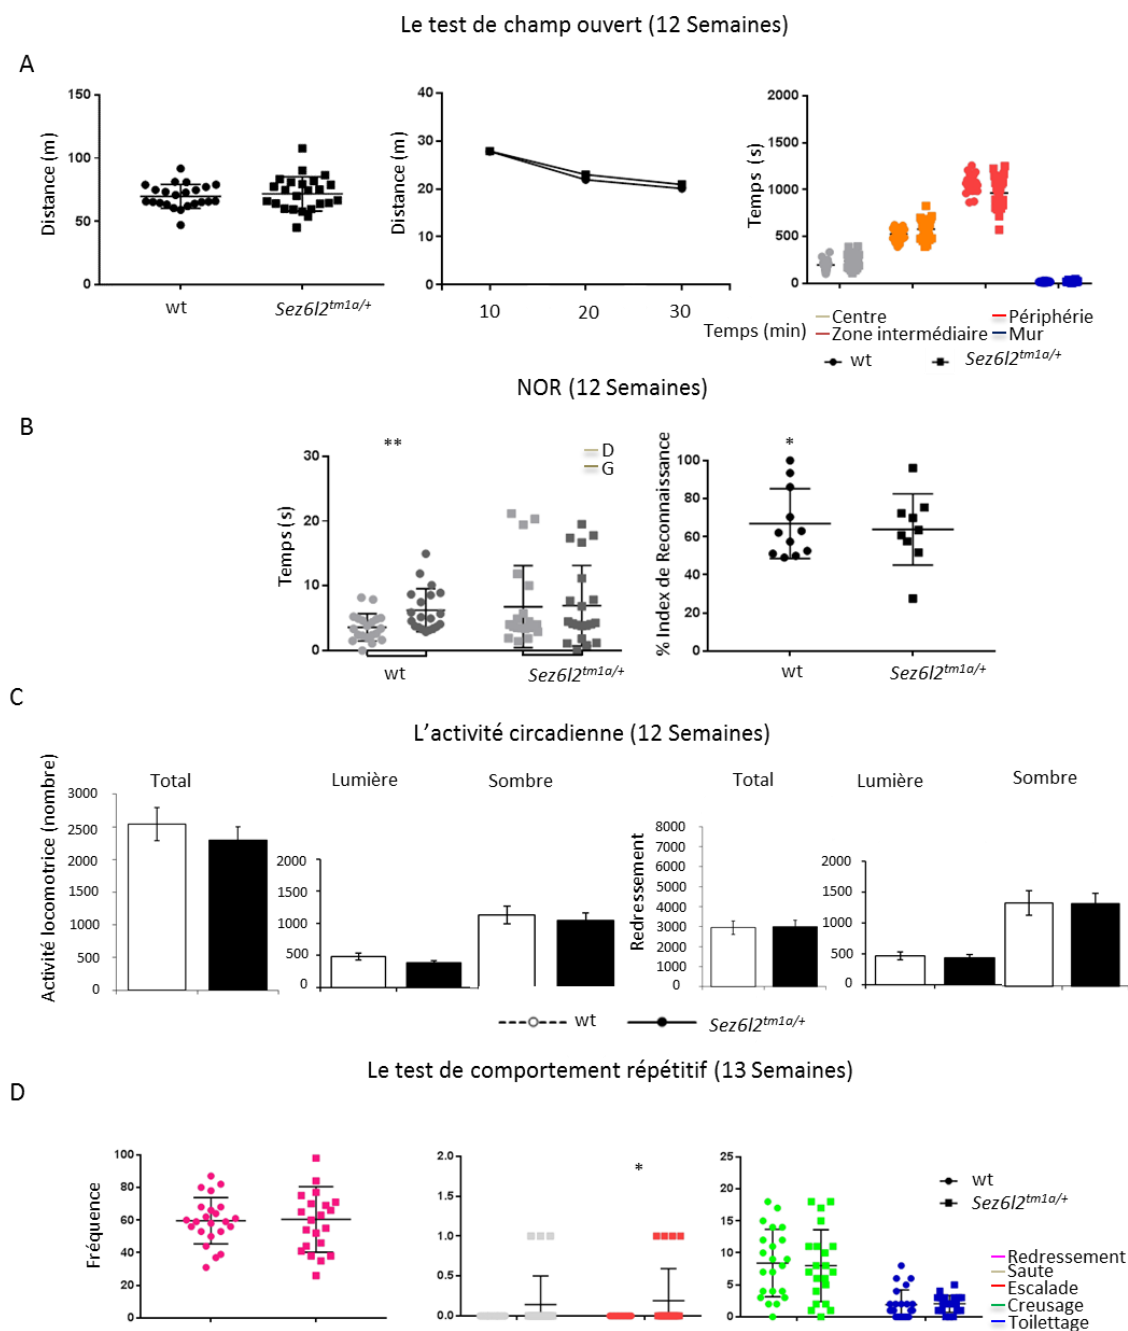 Le test de champ ouvert (12 Semaines)
A
Distance (m)
150
100
50
0
wt
Sez6l2tm1a/+
Distance (m)
40
30
20
10
0
10
20
30
Temps (min)
Temps (s)
2000
1500
1000
500
0
Centre
Périphérie
Zone intermédiaire
Mur
wt
Sez6l2tm1a/+
NOR (12 Semaines)
B
Temps (s)
30
20
10
0
**
D
G
wt
Sez6l2tm1a/+
% Index de Reconnaissance
100
80
60
40
20
0
*
wt
Sez6l2tm1a/+
C
L’activité circadienne (12 Semaines)
Total
Lumière
Sombre
Activité locomotrice (nombre)
3000
2500
2000
1500
1000
500
0
2000
1500
1000
500
0
Total
Lumière
Sombre
Redressement
8000
7000
6000
5000
4000
3000
2000
1000
0
2000
1500
1000
500
0
wt
Sez6l2tm1a/+
Le test de comportement répétitif (13 Semaines)
D
Fréquence
100
80
60
40
20
0
2.0
1.5
1.0
0.5
0.0
*
25
20
15
10
5
0
wt
Sez6l2tm1a/+
Redressement
Saute
Escalade
Creusage
Toilettage